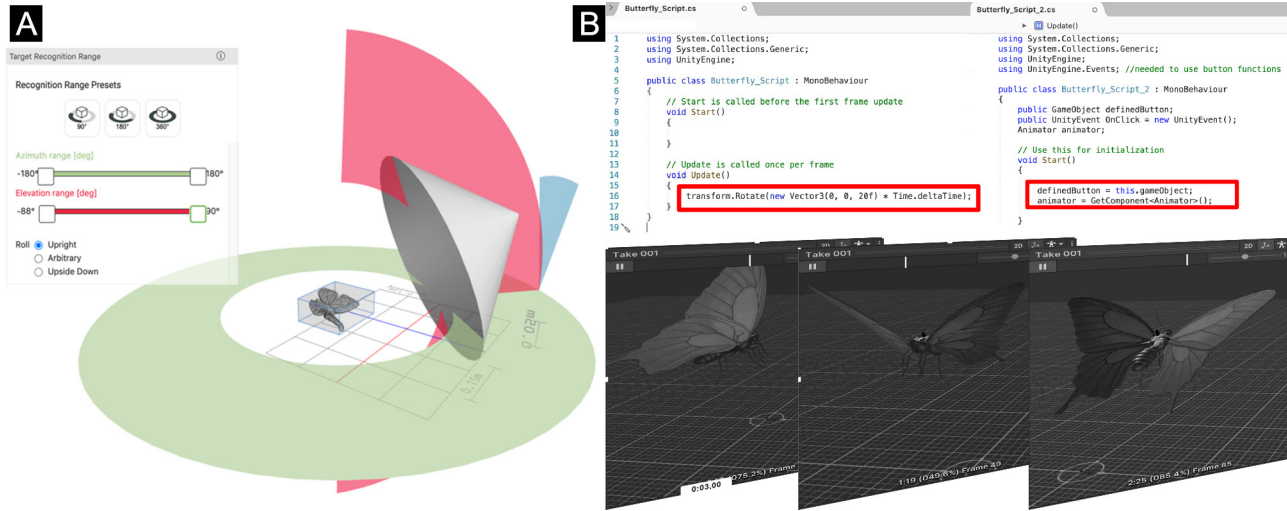 A
Target Recognition Range
Recognition Range Presets
90°
180°
360°
Azimuth range [deg]
-180°
180°
Elevation range [deg]
-88°
90°
Roll
Upright
Arbitrary
Upside Down
0.15m
0.05m
B
Butterfly_Script.cs
1 using System.Collections;
2 using System.Collections.Generic;
3 using UnityEngine;
4
5 public class Butterfly_Script : MonoBehaviour
6 {
7 // Start is called before the first frame update
8 void Start()
9 {
10
11 }
12
13 // Update is called once per frame
14 void Update()
15 {
16 transform.Rotate(new Vector3(0, 0, 20f) * Time.deltaTime);
17 }
18 }
19
Butterfly_Script_2.cs
M Update()
using System.Collections;
using System.Collections.Generic;
using UnityEngine;
using UnityEngine.Events; //needed to use button functions
public class Butterfly_Script_2 : MonoBehaviour
{
public GameObject definedButton;
public UnityEvent OnClick = new UnityEvent();
Animator animator;
// Use this for initialization
void Start()
{
definedButton = this.gameObject;
animator = GetComponent<Animator>();
}
Take 001
2D
(075.2%) Frame
0:03.00
Take 001
2D
1:19 (049.6%) Frame 49
Take 001
2D
2:25 (085.4%) Frame 85